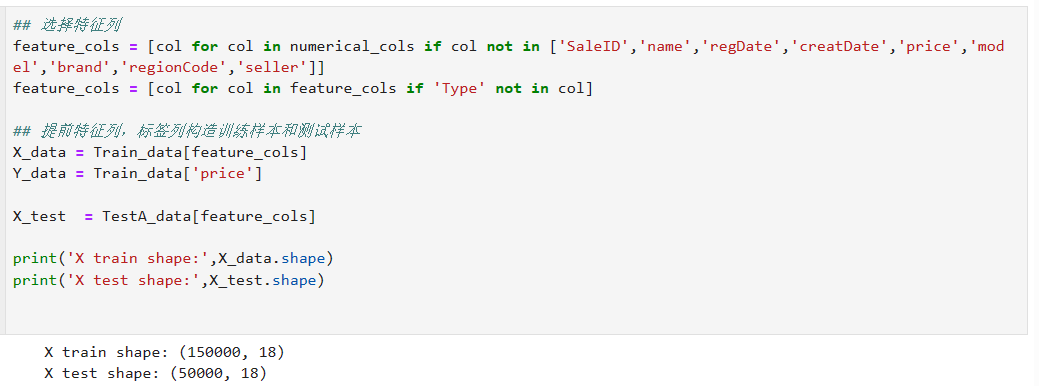 ## 选择特征列
feature_cols = [col for col in numerical_cols if col not in ['SaleID','name','regDate','creatDate','price','mod
el','brand','regionCode','seller']]
feature_cols = [col for col in feature_cols if 'Type' not in col]
## 提前特征列，标签列构造训练样本和测试样本
X_data = Train_data[feature_cols]
Y_data = Train_data['price']
X_test  = TestA_data[feature_cols]
print('X train shape:',X_data.shape)
print('X test shape:',X_test.shape)
X train shape: (150000, 18)
X test shape: (50000, 18)